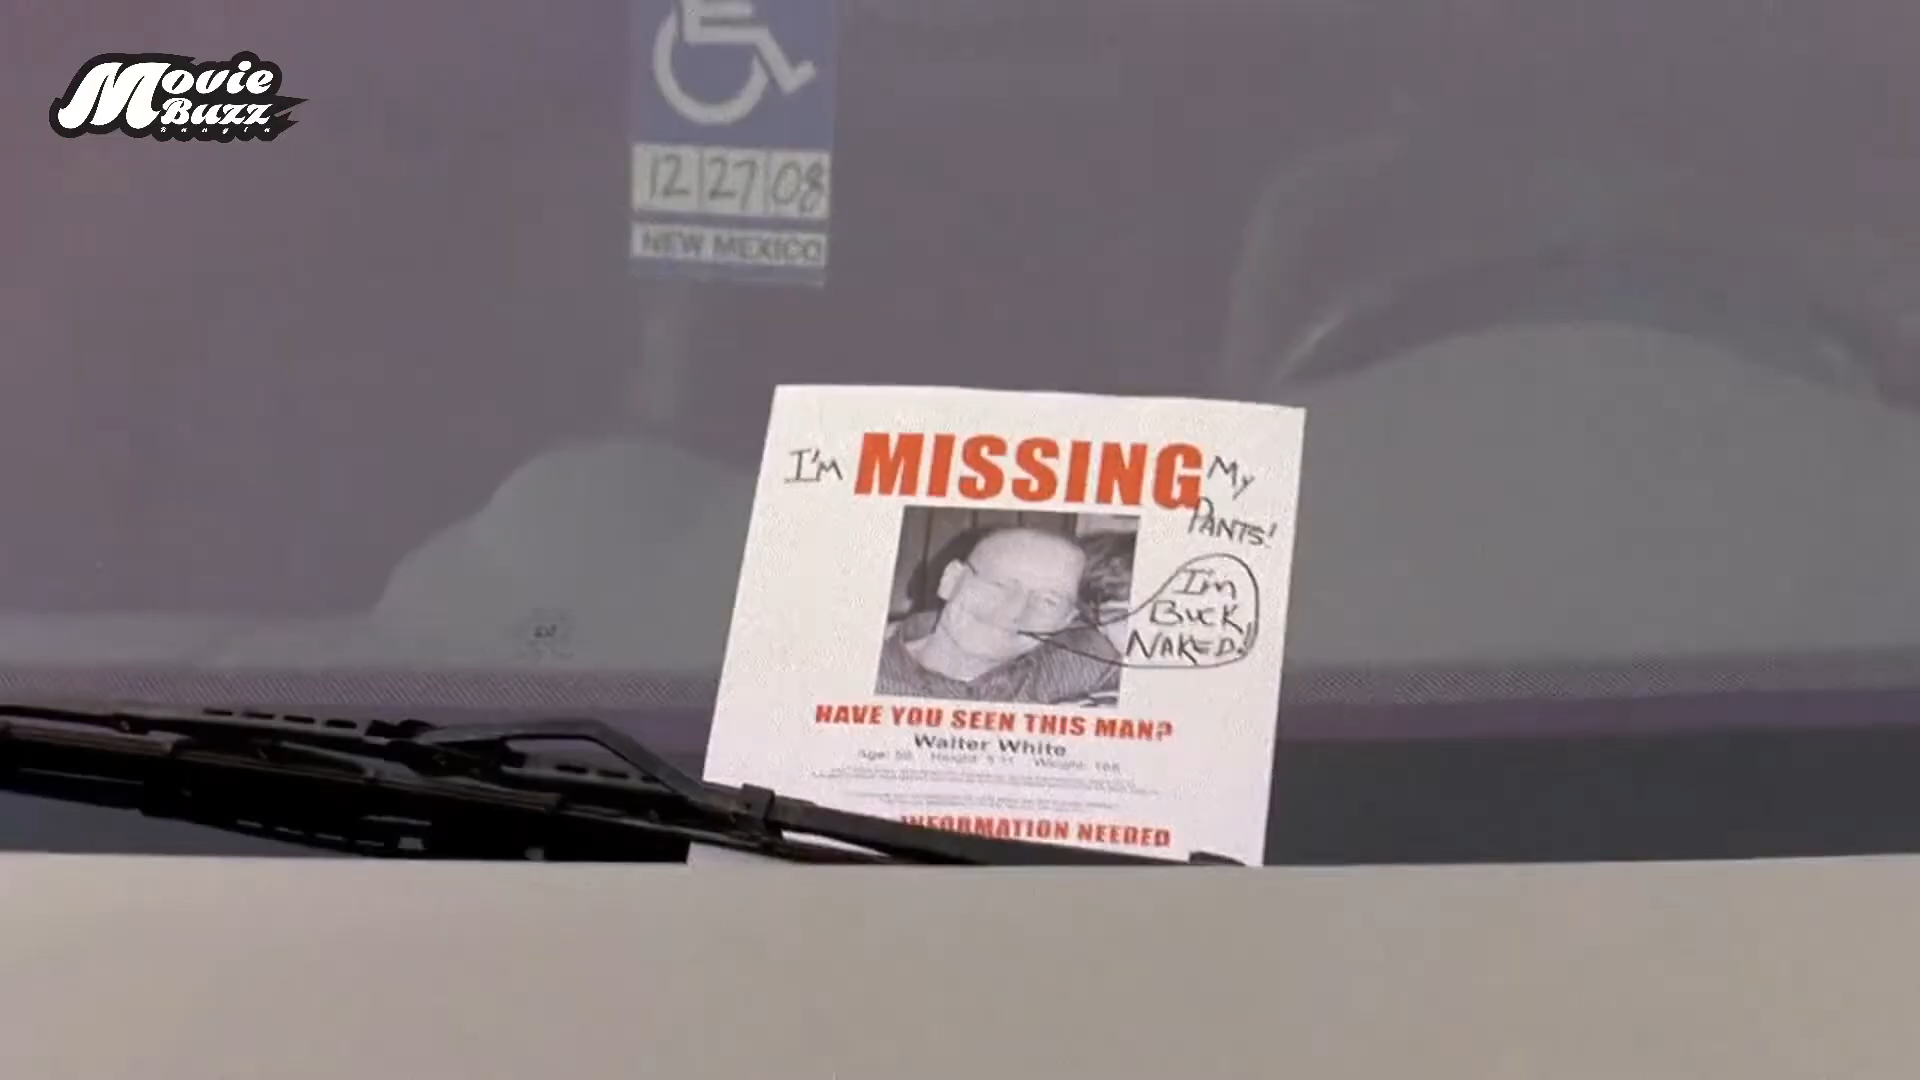 Movie
Buzz
Bangla
12 27 08
NEW MEXICO
I'm MISSING My
PANTS!
I'm
BUCK
NAKED!
HAVE YOU SEEN THIS MAN?
Walter White
INFORMATION NEEDED